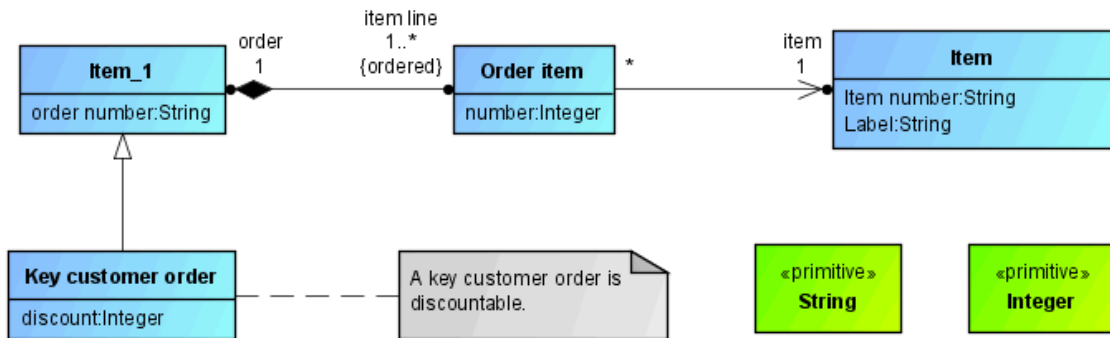 item line
order
1..*
item
1
{ordered}
1
Item_1
Order item
*
Item
order number:String
number:Integer
Item number:String
Label:String
Key customer order
discount:Integer
A key customer order is
discountable.
«primitive»
String
«primitive»
Integer